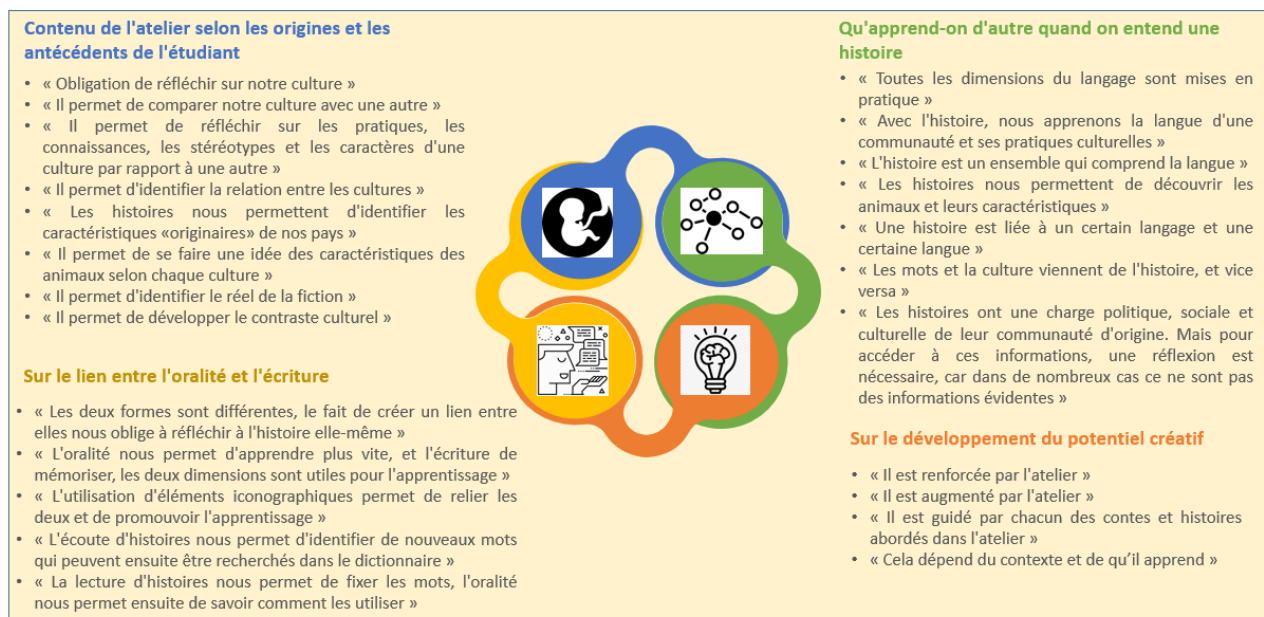 Contenu de l'atelier selon les origines et les
antécédents de l'étudiant
• « Obligation de réfléchir sur notre culture »
• « Il permet de comparer notre culture avec une autre »
• « Il permet de réfléchir sur les pratiques, les
connaissances, les stéréotypes et les caractères d'une
culture par rapport à une autre »
• « Il permet d'identifier la relation entre les cultures »
• « Les histoires nous permettent d'identifier les
caractéristiques «originaires» de nos pays »
• « Il permet de se faire une idée des caractéristiques des
animaux selon chaque culture »
• « Il permet d'identifier le réel de la fiction »
• « Il permet de développer le contraste culturel »
Sur le lien entre l'oralité et l'écriture
• « Les deux formes sont différentes, le fait de créer un lien entre
elles nous oblige à réfléchir à l'histoire elle-même »
• « L'oralité nous permet d'apprendre plus vite, et l'écriture de
mémoriser, les deux dimensions sont utiles pour l'apprentissage »
• « L'utilisation d'éléments iconographiques permet de relier les
deux et de promouvoir l'apprentissage »
• « L'écoute d'histoires nous permet d'identifier de nouveaux mots
qui peuvent ensuite être recherchés dans le dictionnaire »
• « La lecture d'histoires nous permet de fixer les mots, l'oralité
nous permet ensuite de savoir comment les utiliser »
Qu'apprend-on d'autre quand on entend une
histoire
• « Toutes les dimensions du langage sont mises en
pratique »
• « Avec l'histoire, nous apprenons la langue d'une
communauté et ses pratiques culturelles »
• « L'histoire est un ensemble qui comprend la langue »
• « Les histoires nous permettent de découvrir les
animaux et leurs caractéristiques »
• « Une histoire est liée à un certain langage et une
certaine langue »
• « Les mots et la culture viennent de l'histoire, et vice
versa »
• « Les histoires ont une charge politique, sociale et
culturelle de leur communauté d'origine. Mais pour
accéder à ces informations, une réflexion est
nécessaire, car dans de nombreux cas ce ne sont pas
des informations évidentes »
Sur le développement du potentiel créatif
• « Il est renforcée par l'atelier »
• « Il est augmenté par l'atelier »
• « Il est guidé par chacun des contes et histoires
abordés dans l'atelier »
• « Cela dépend du contexte et de qu’il apprend »